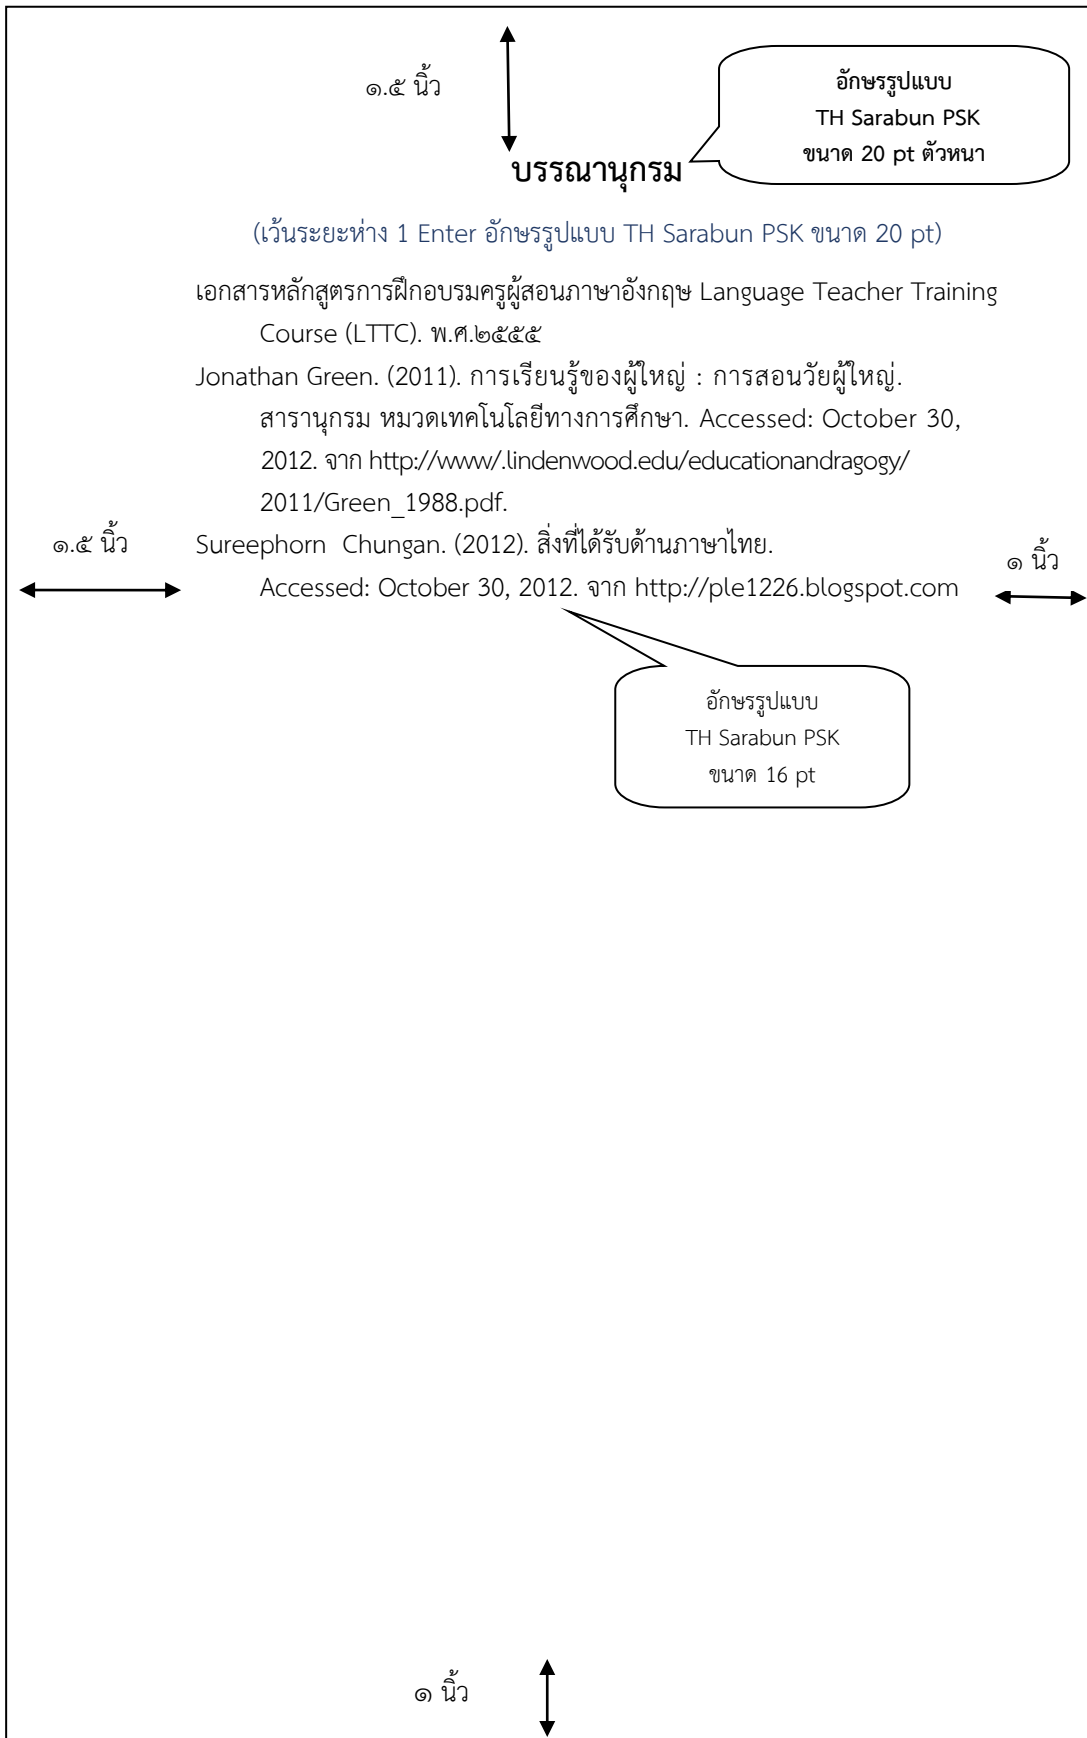 ๑.๕ นิ้ว
อักษรรูปแบบ
TH Sarabun PSK
ขนาด 20 pt ตัวหนา
บรรณานุกรม
(เว้นระยะห่าง 1 Enter อักษรรูปแบบ TH Sarabun PSK ขนาด 20 pt)
เอกสารหลักสูตรการฝึกอบรมครูผู้สอนภาษาอังกฤษ Language Teacher Training
Course (LTTC). พ.ศ.๒๕๕๕
Jonathan Green. (2011). การเรียนรู้ของผู้ใหญ่ : การสอนวัยผู้ใหญ่.
สารานุกรม หมวดเทคโนโลยีทางการศึกษา. Accessed: October 30,
2012. จาก http://www/.lindenwood.edu/educationandragogy/
2011/Green_1988.pdf.
๑.๕ นิ้ว
Sureephorn  Chungan. (2012). สิ่งที่ได้รับด้านภาษาไทย.
๑ นิ้ว
Accessed: October 30, 2012. จาก http://ple1226.blogspot.com
อักษรรูปแบบ
TH Sarabun PSK
ขนาด 16 pt
๑ นิ้ว